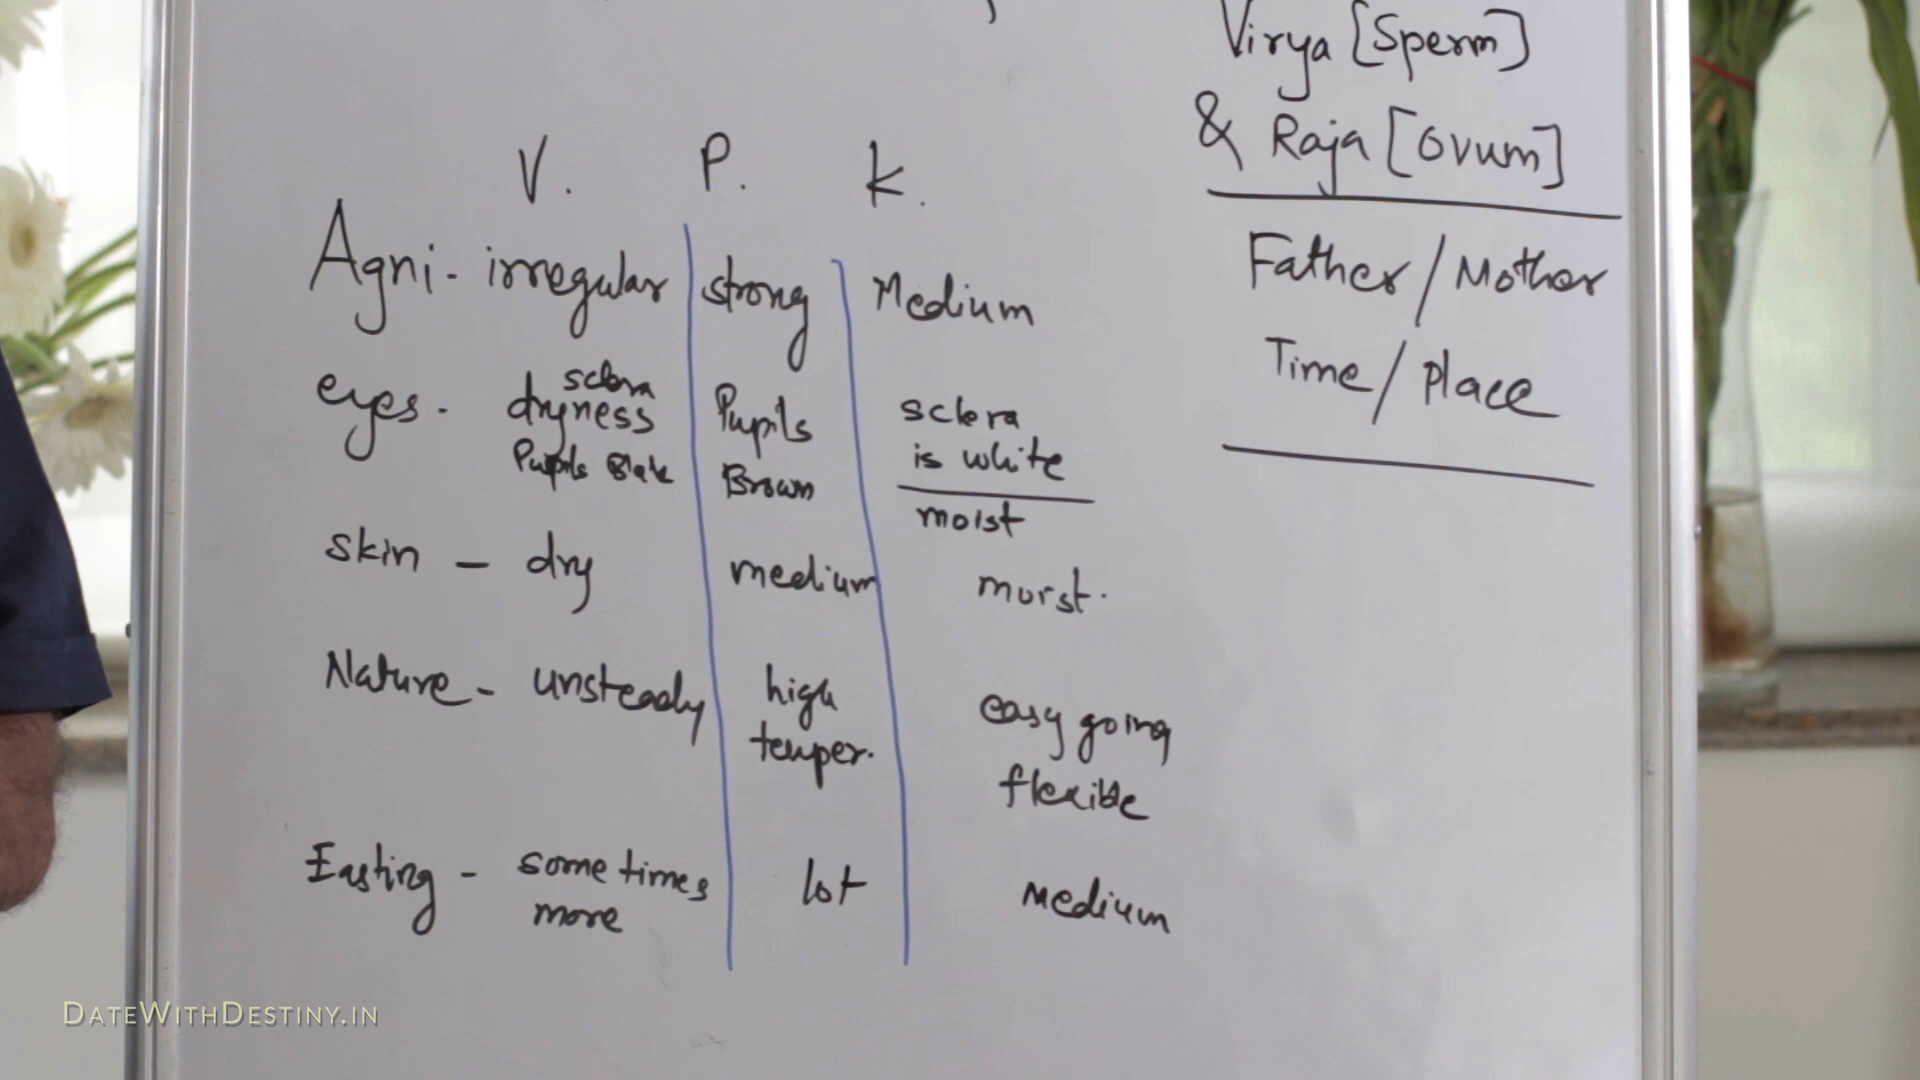 V. P. K.
Agni - irregular strong Medium
eyes. sclera dryness Pupils sclera
Pupils Blak Brown is white
moist
skin - dry medium moist.
Nature - unsteady high easy going
temper. flexible
Easting - some times lot Medium
more
Virya [Sperm]
& Raja [Ovum]
Father / Mother
Time / Place
DateWithDestiny.in